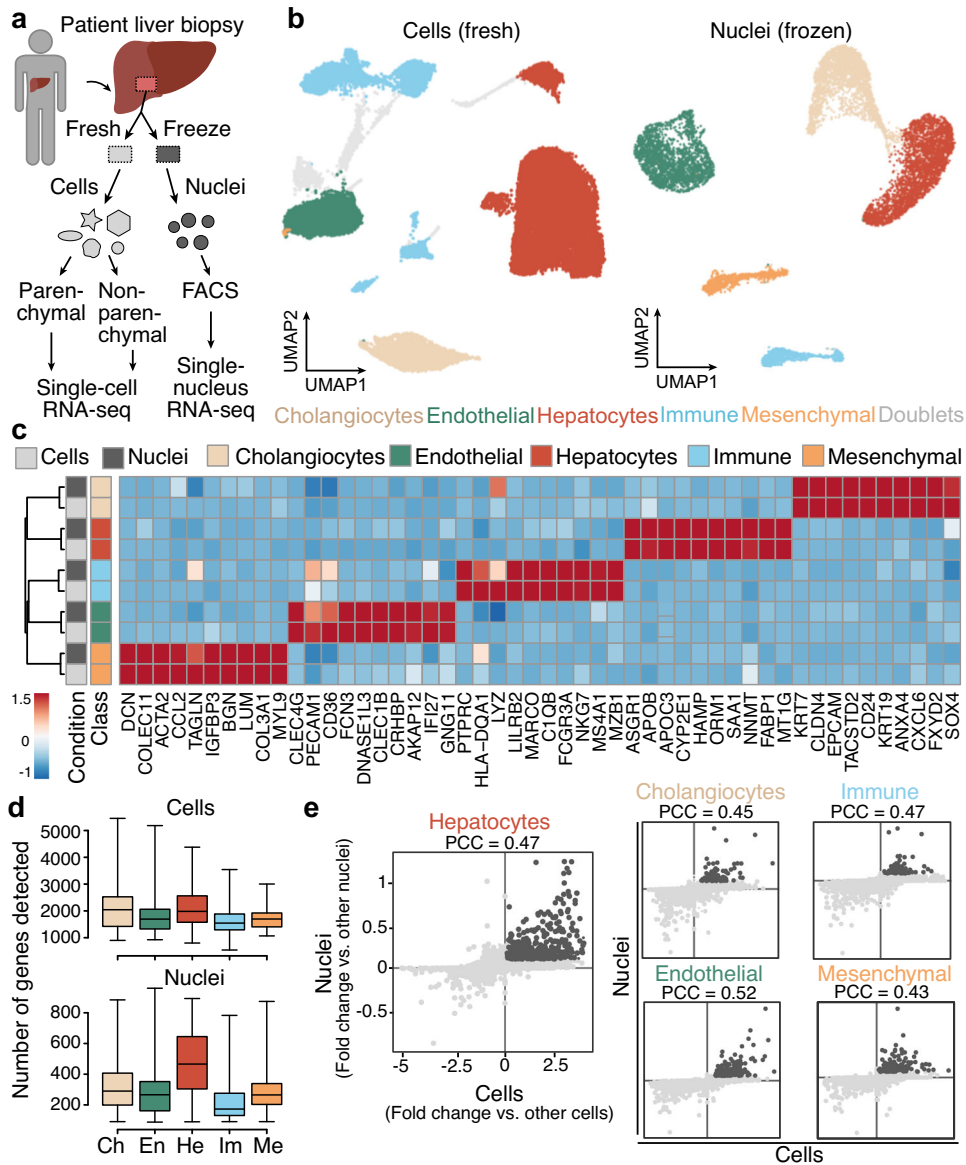 a
Patient liver biopsy
Fresh
Freeze
Cells
Nuclei
Paren-
chymal
Non-
paren-
chymal
FACS
Single-cell
RNA-seq
Single-
nucleus
RNA-seq
b
Cells (fresh)
Nuclei (frozen)
UMAP2
UMAP1
UMAP2
UMAP1
Cholangiocytes Endothelial Hepatocytes Immune Mesenchymal Doublets
c
Cells Nuclei Cholangiocytes Endothelial Hepatocytes Immune Mesenchymal
1.5
0
-1
Condition
Class
DCN
COLEC11
ACTA2
CCL2
TAGLN
IGFBP3
BGN
LUM
COL3A1
MYL9
CLEC4G
PECAM1
CD36
FCN3
DNASE1L3
CLEC1B
CRHBP
AKAP12
IFI27
GNG11
PTPRC
HLA-DQA1
LYZ
LILRB2
MARCO
C1QB
FCGR3A
NKG7
MS4A1
MZB1
ASGR1
APOB
APOC3
CYP2E1
HAMP
ORM1
SAA1
NNMT
FABP1
MT1G
KRT7
CLDN4
EPCAM
TACSTD2
CD24
KRT19
ANXA4
CXCL6
FXYD2
SOX4
d
Cells
Number of genes detected
5000
4000
3000
2000
1000
Nuclei
800
600
400
200
Ch En He Im Me
e
Hepatocytes
PCC = 0.47
Nuclei
(Fold change vs. other nuclei)
1
0.5
0
-0.5
-5 -2.5 0 2.5
Cells
(Fold change vs. other cells)
Cholangiocytes
PCC = 0.45
Immune
PCC = 0.47
Nuclei
Endothelial
PCC = 0.52
Mesenchymal
PCC = 0.43
Cells